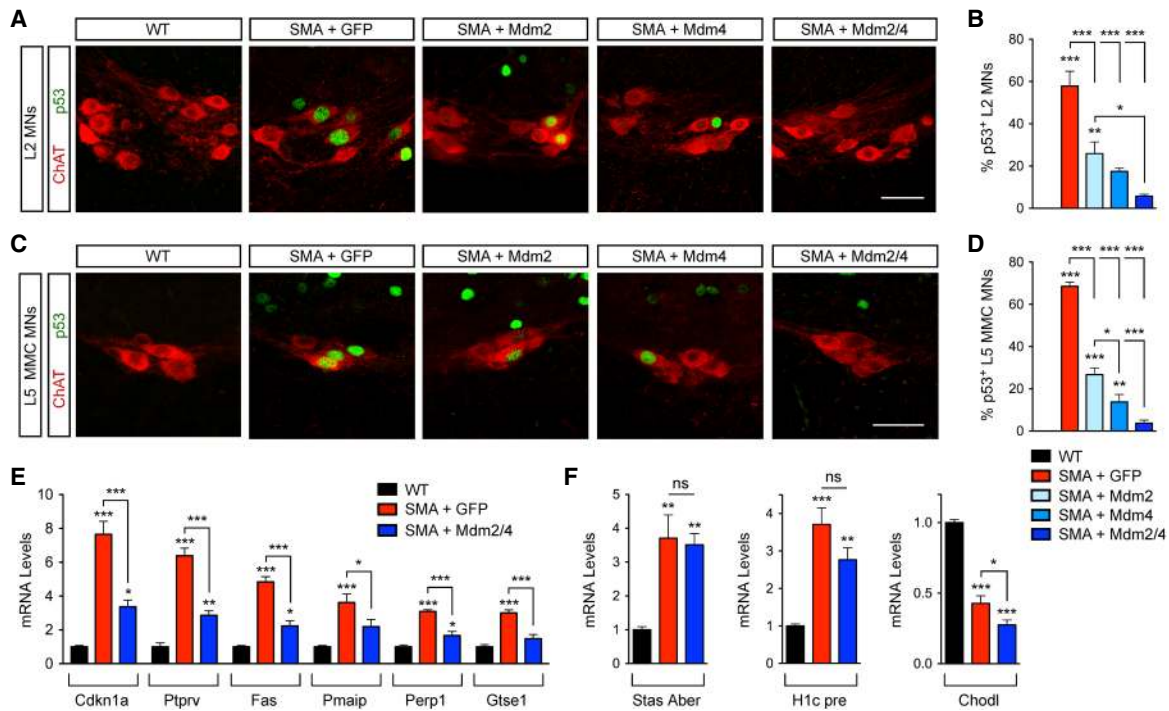 A
WT
SMA + GFP
SMA + Mdm2
SMA + Mdm4
SMA + Mdm2/4
L2 MNs
ChAT p53
B
% p53+ L2 MNs
80
60
40
20
0
***
*** *** ***
**
*
C
WT
SMA + GFP
SMA + Mdm2
SMA + Mdm4
SMA + Mdm2/4
L5 MMC MNs
ChAT p53
D
% p53+ L5 MMC MNs
80
60
40
20
0
***
*** *** ***
***
* ***
**
WT
SMA + GFP
SMA + Mdm2
SMA + Mdm4
SMA + Mdm2/4
E
mRNA Levels
10
8
6
4
2
0
WT
SMA + GFP
SMA + Mdm2/4
***
***
*
***
***
**
***
***
*
***
*
***
***
*
***
***
Cdkn1a Ptprv Fas Pmaip Perp1 Gtse1
F
mRNA Levels
5
4
3
2
1
0
ns
**
**
Stas Aber
mRNA Levels
5
4
3
2
1
0
ns
***
**
H1c pre
mRNA Levels
1.0
0.5
0.0
***
*
***
Chodl